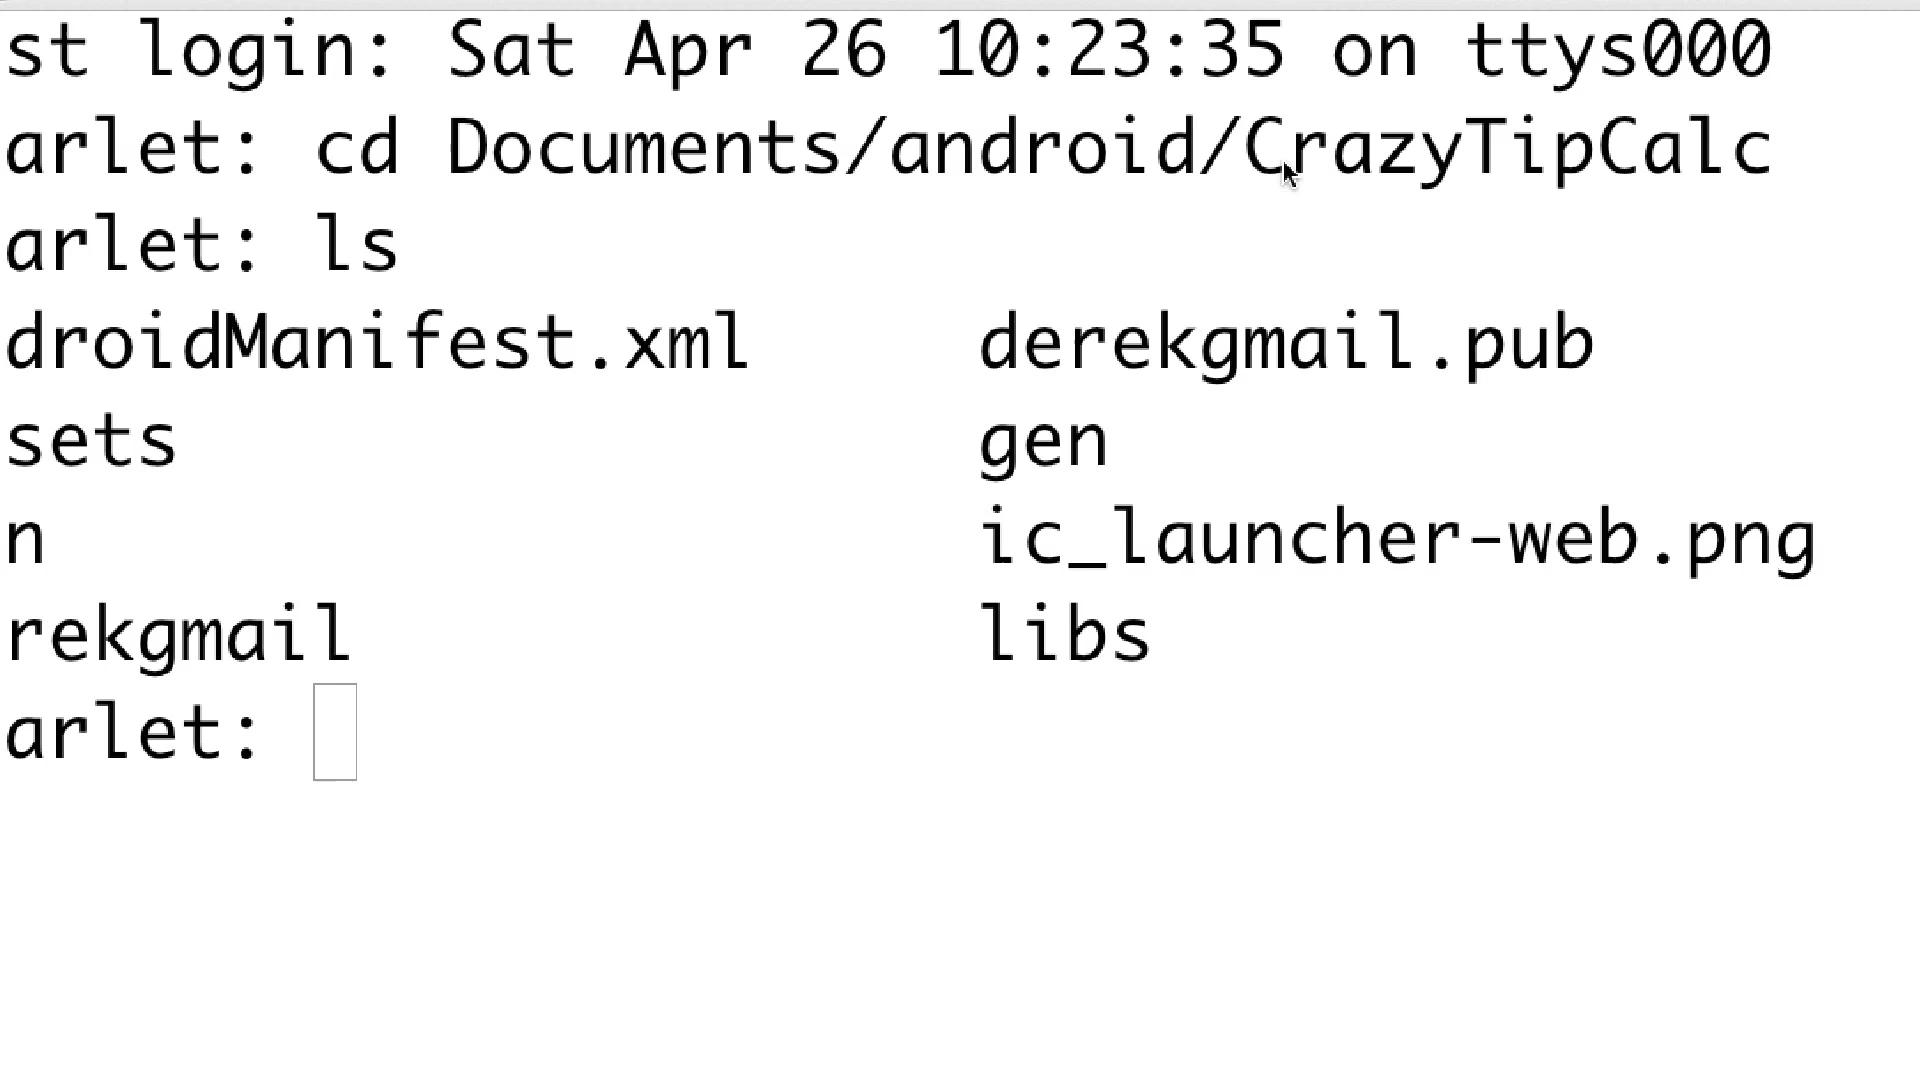 st login: Sat Apr 26 10:23:35 on ttys000
arlet: cd Documents/android/CrazyTipCalc
arlet: ls
droidManifest.xml derekgmail.pub
sets gen
n ic_launcher-web.png
rekgmail libs
arlet: